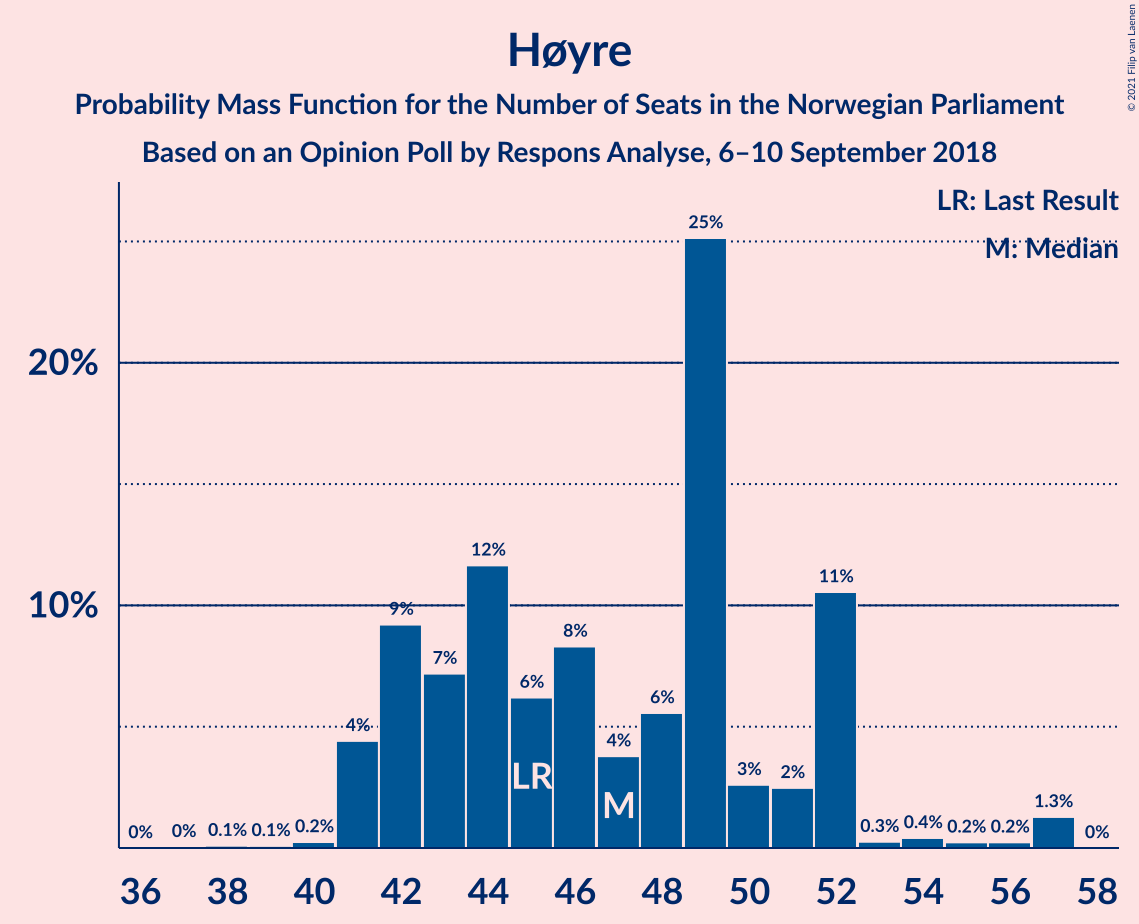 Høyre
Probability Mass Function for the Number of Seats in the Norwegian Parliament
Based on an Opinion Poll by Respons Analyse, 6–10 September 2018
© 2021 Filip van Laenen
LR: Last Result
M: Median
20%
10%
0% 0% 0.1% 0.1% 0.2% 4% 9% 7% 12% 6% 8% 4% 6% 25% 3% 2% 11% 0.3% 0.4% 0.2% 0.2% 1.3% 0%
LR M
36 38 40 42 44 46 48 50 52 54 56 58